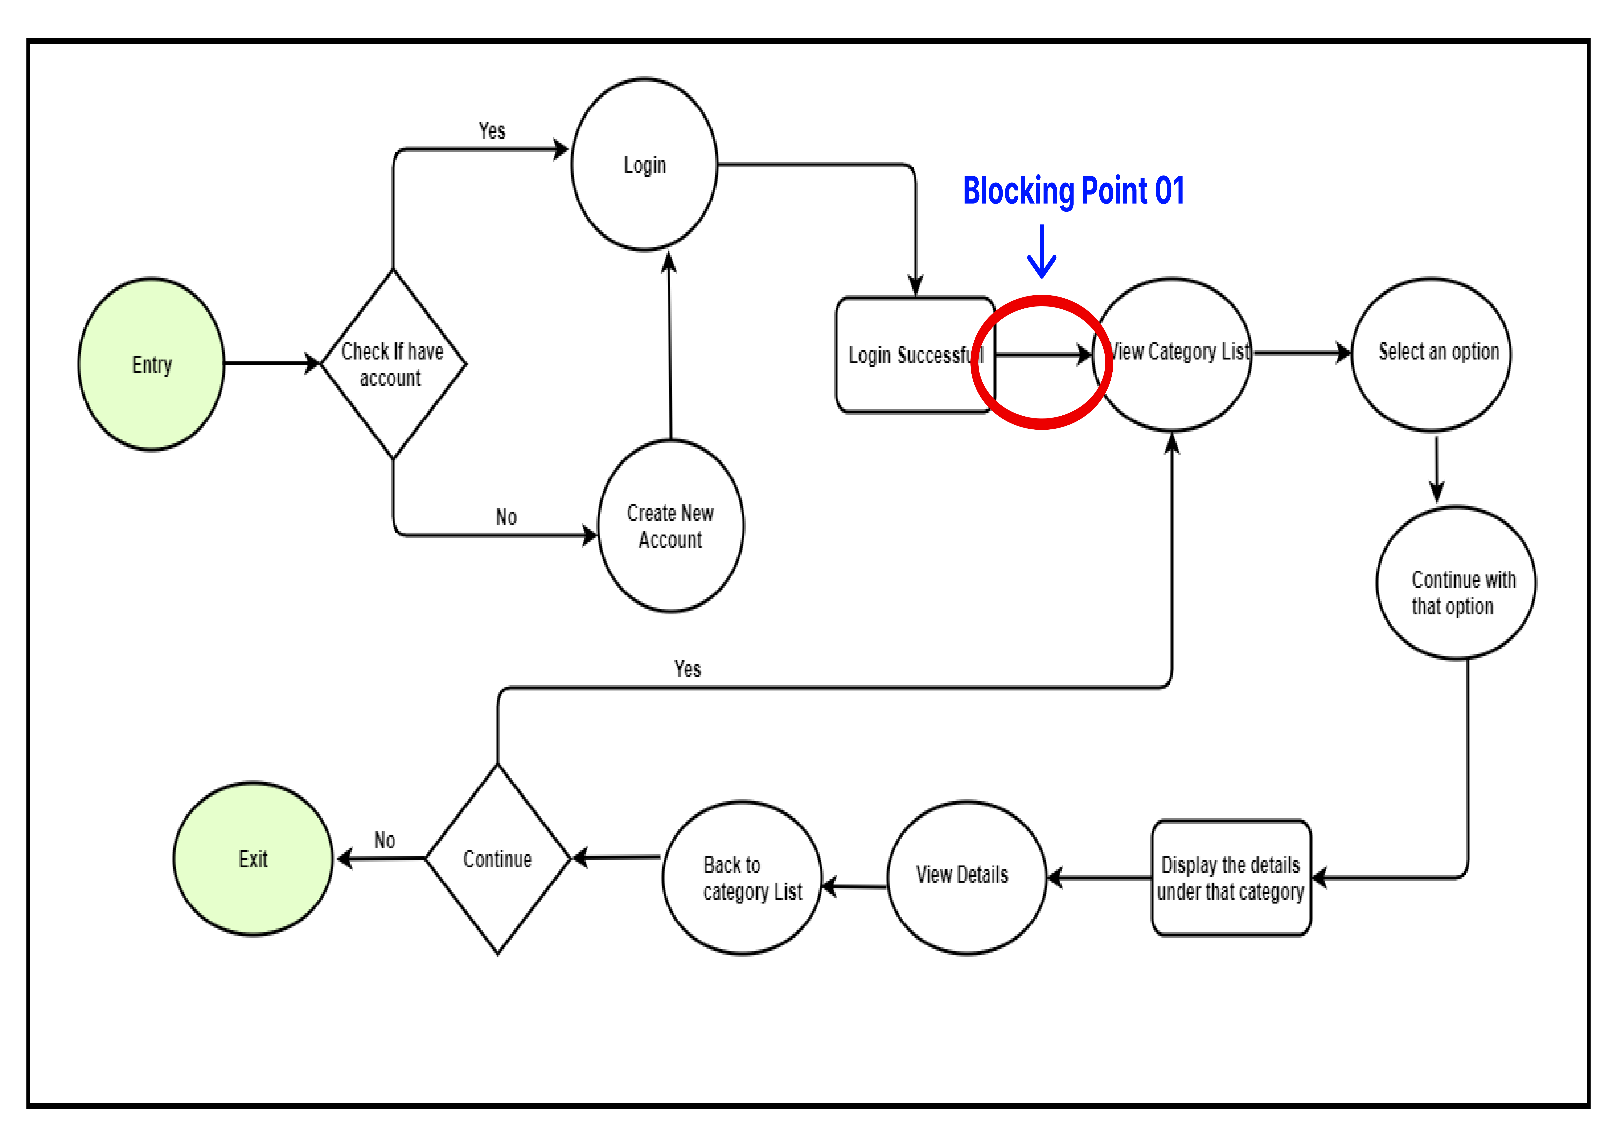 Yes
Login
Blocking Point 01
Entry
Check If have
account
Login Successfull
View Category List
Select an option
No
Create New
Account
Continue with
that option
Yes
Exit
No
Continue
Back to
category List
View Details
Display the details
under that category